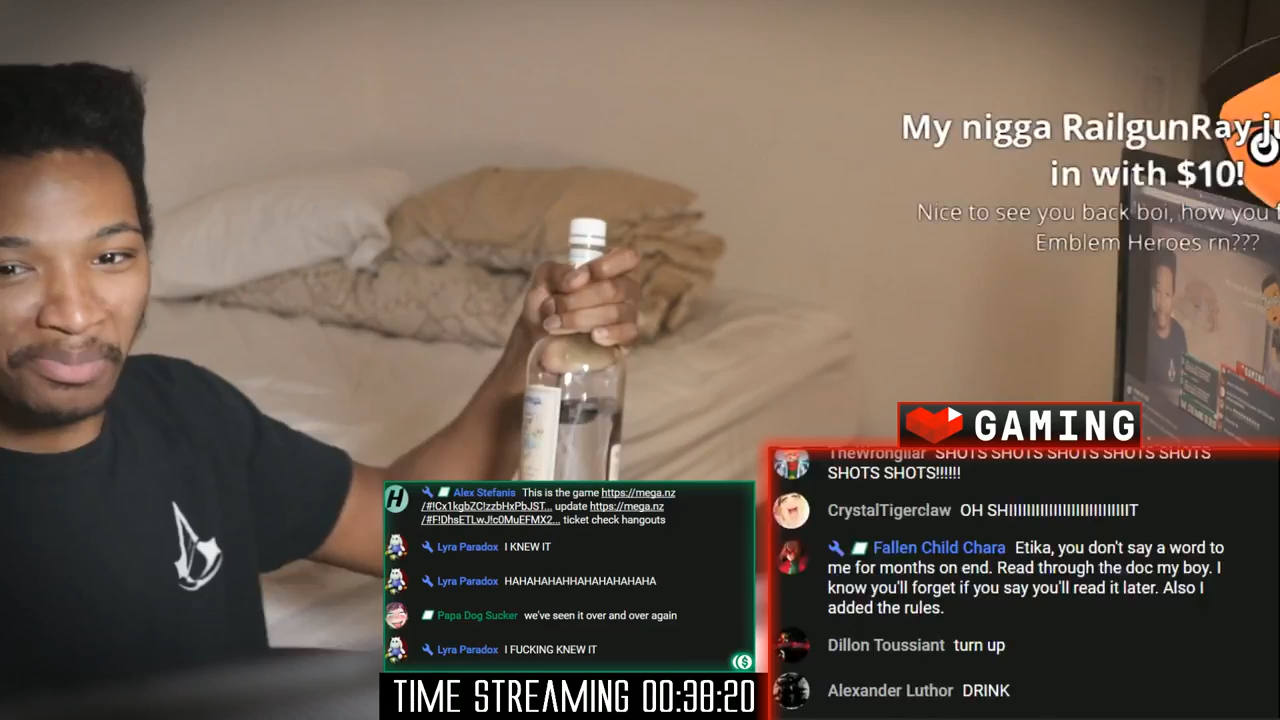 My nigga RailgunRay
in with $10!
Nice to see you back boi, how you
Emblem Heroes rn???
GAMING
TheWrongliar SHOTS SHOTS SHOTS SHOTS SHOTS
SHOTS SHOTS!!!!!!
CrystalTigerclaw OH SHIIIIIIIIIIIIIIIIIIIIIIIIIIT
Fallen Child Chara Etika, you don't say a word to
me for months on end. Read through the doc my boy. I
know you'll forget if you say you'll read it later. Also I
added the rules.
Dillon Toussiant turn up
Alexander Luthor DRINK
Alex Stefanis This is the game https://mega.nz
/#!Cx1kgbZC!zzbHxPbJST... update https://mega.nz
/#F!DhsETLwJ!c0MuEFMX2... ticket check hangouts
Lyra Paradox I KNEW IT
Lyra Paradox HAHAHAHAHHAHAHAHAHAHA
Papa Dog Sucker we've seen it over and over again
Lyra Paradox I FUCKING KNEW IT
TIME STREAMING 00:38:20